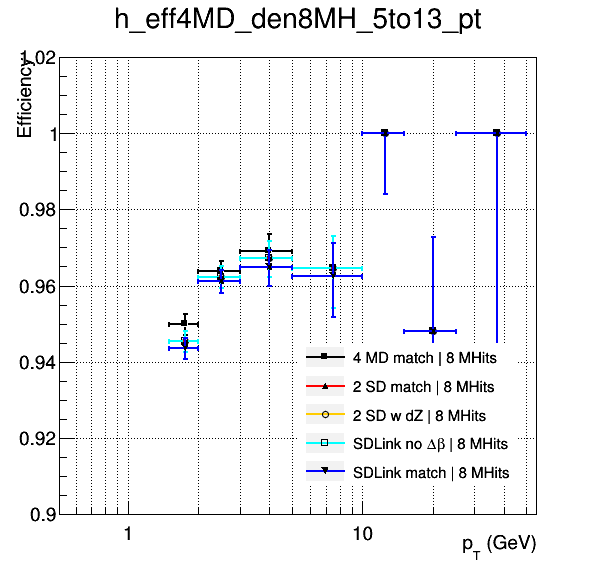 h_eff4MD_den8MH_5to13_pt
Efficiency
1.02
1
0.98
0.96
0.94
0.92
0.9
4 MD match | 8 MHits
2 SD match | 8 MHits
2 SD w dZ | 8 MHits
SDLink no Δβ | 8 MHits
SDLink match | 8 MHits
1
10
p_T (GeV)